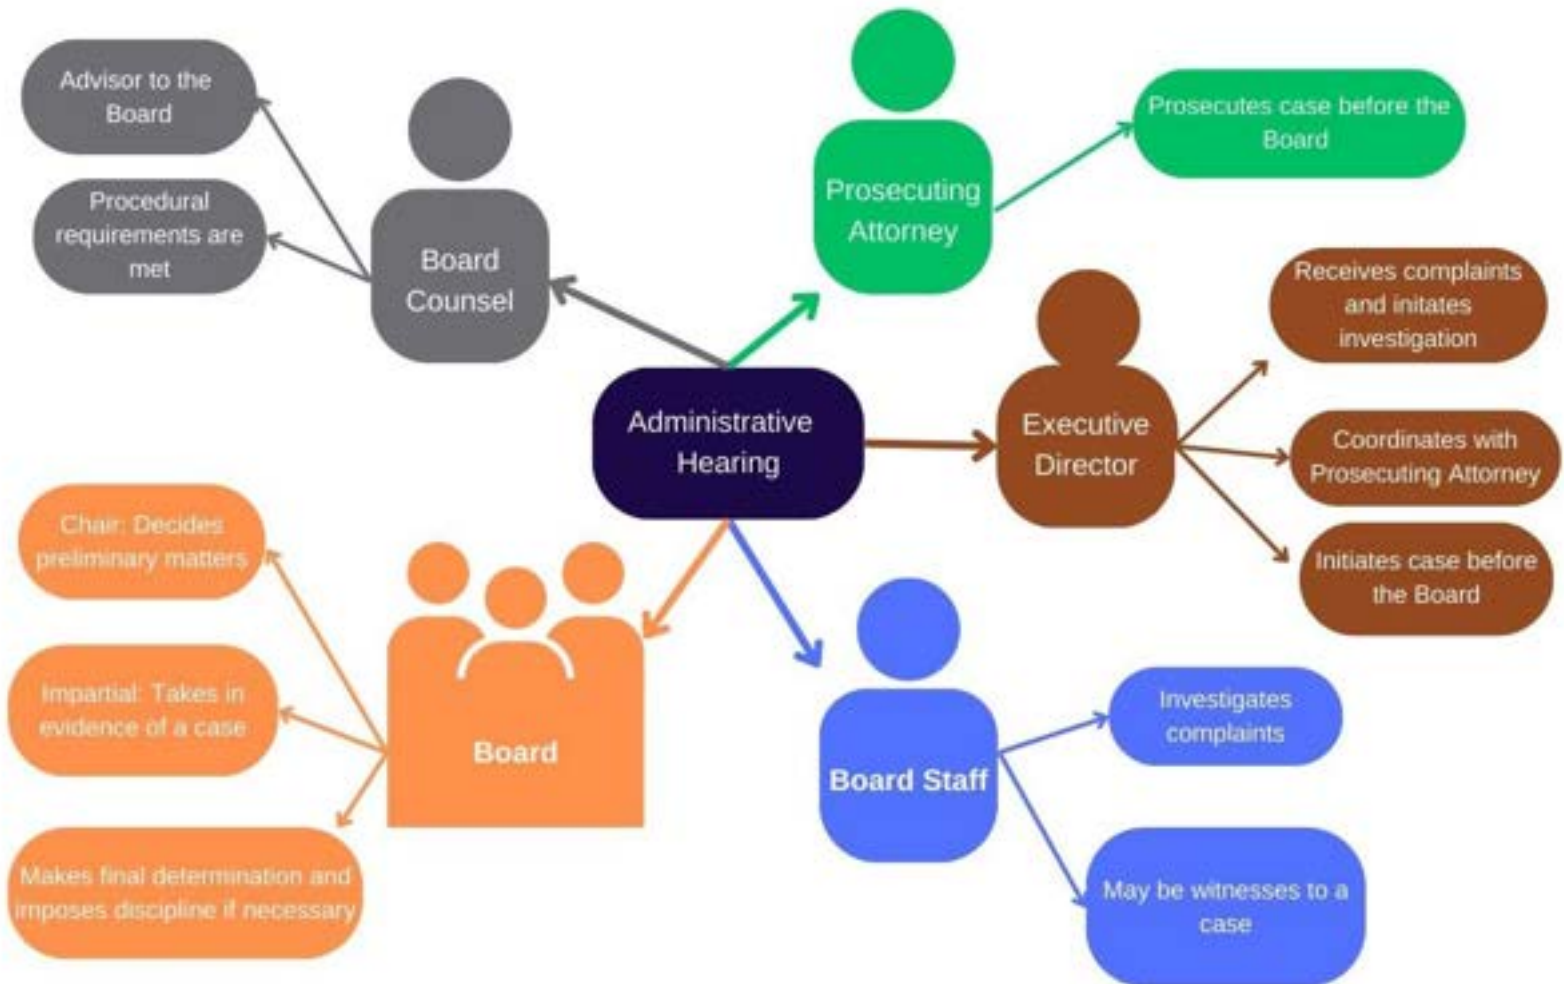 Advisor to the
Board
Procedural
requirements are
met
Board
Counsel
Prosecuting
Attorney
Prosecutes case before the
Board
Administrative
Hearing
Executive
Director
Receives complaints
and initates
investigation
Coordinates with
Prosecuting Attorney
Initiates case before
the Board
Chair: Decides
preliminary matters
Impartial: Takes in
evidence of a case
Makes final determination and
imposes discipline if necessary
Board
Board Staff
Investigates
complaints
May be witnesses to a
case